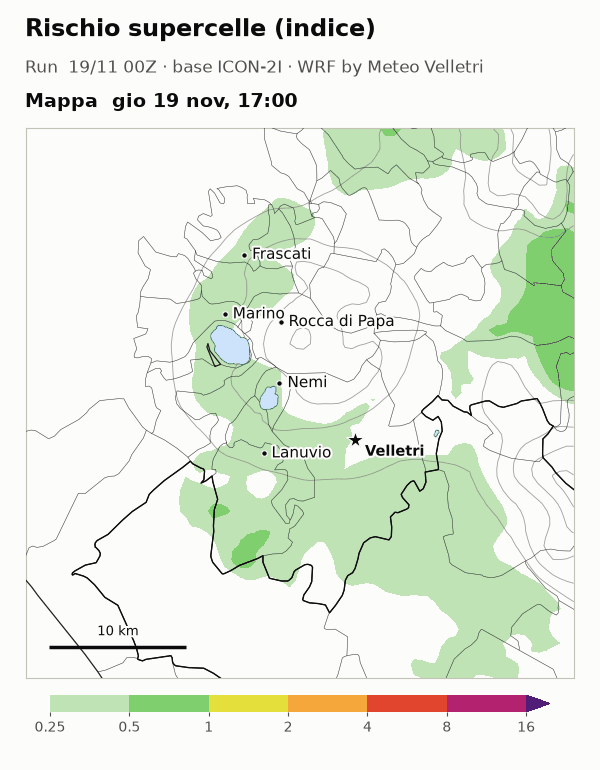 Rischio supercelle (indice)
Run  19/11 00Z · base ICON-2I · WRF by Meteo Velletri
Mappa  gio 19 nov, 17:00
Frascati
Marino
Rocca di Papa
Nemi
Velletri
Lanuvio
10 km
0.25 0.5 1 2 4 8 16